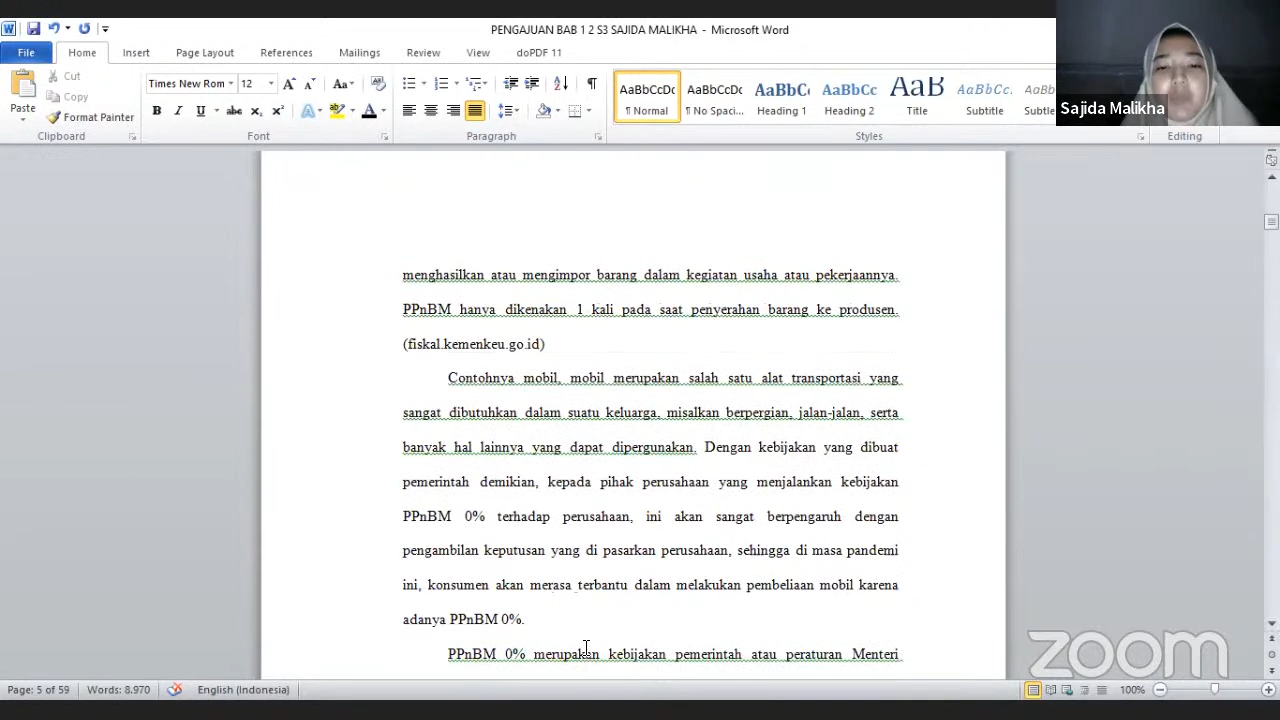 PENGAJUAN BAB 1 2 S3 SAJIDA MALIKHA - Microsoft Word
File Home Insert Page Layout References Mailings Review View doPDF 11
Paste
Cut
Copy
Format Painter
Clipboard
Times New Rom 12
Font
Paragraph
AaBbCcDc AaBbCcDc AaBbC AaBbCc AaB AaBbCc. AaBb
¶ Normal ¶ No Spaci... Heading 1 Heading 2 Title Subtitle Subtle
Styles
Editing
Sajida Malikha
menghasilkan atau mengimpor barang dalam kegiatan usaha atau pekerjaannya.
PPnBM hanya dikenakan 1 kali pada saat penyerahan barang ke produsen.
(fiskal.kemenkeu.go.id)
Contohnya mobil, mobil merupakan salah satu alat transportasi yang
sangat dibutuhkan dalam suatu keluarga, misalkan berpergian, jalan-jalan, serta
banyak hal lainnya yang dapat dipergunakan. Dengan kebijakan yang dibuat
pemerintah demikian, kepada pihak perusahaan yang menjalankan kebijakan
PPnBM 0% terhadap perusahaan, ini akan sangat berpengaruh dengan
pengambilan keputusan yang di pasarkan perusahaan, sehingga di masa pandemi
ini, konsumen akan merasa terbantu dalam melakukan pembeliaan mobil karena
adanya PPnBM 0%.
PPnBM 0% merupakan kebijakan pemerintah atau peraturan Menteri
zoom
Page: 5 of 59 Words: 8.970 English (Indonesia) 100%